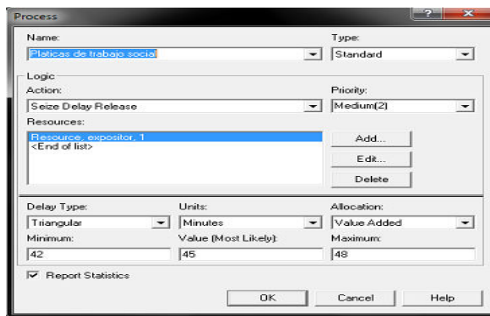 Process
Name: Type:
Platicas de trabajo social Standard
Logic
Action: Priority:
Seize Delay Release Medium(2)
Resources:
Resource, expositor, 1 Add...
<End of list>
Edit...
Delete
Delay Type: Units: Allocation:
Triangular Minutes Value Added
Minimum: Value (Most Likely): Maximum:
42 45 48
Report Statistics
OK Cancel Help